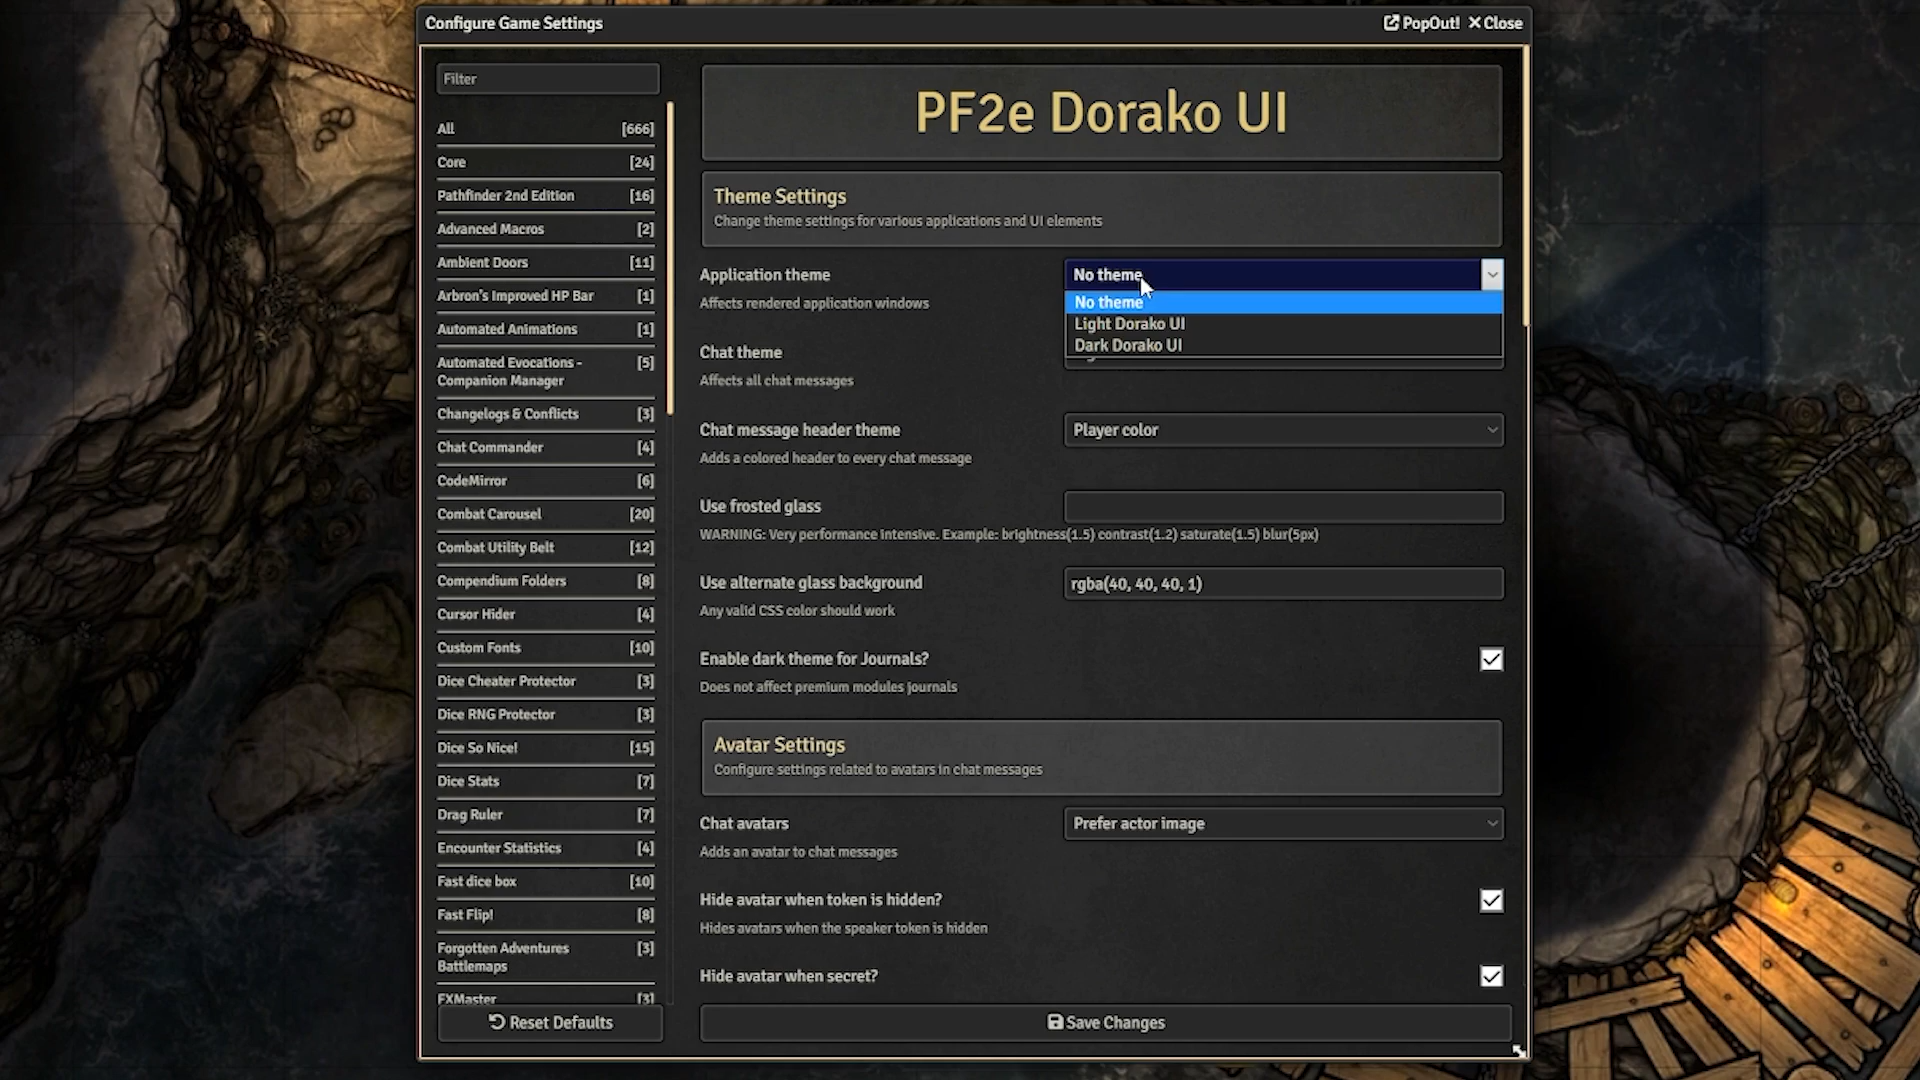 Configure Game Settings
PopOut!
Close
Filter
All [666]
Core [24]
Pathfinder 2nd Edition [16]
Advanced Macros [2]
Ambient Doors [11]
Arbron's Improved HP Bar [1]
Automated Animations [1]
Automated Evocations - [5]
Companion Manager
Changelogs & Conflicts [3]
Chat Commander [4]
CodeMirror [6]
Combat Carousel [20]
Combat Utility Belt [12]
Compendium Folders [8]
Cursor Hider [4]
Custom Fonts [10]
Dice Cheater Protector [3]
Dice RNG Protector [3]
Dice So Nice! [15]
Dice Stats [7]
Drag Ruler [7]
Encounter Statistics [4]
Fast dice box [10]
Fast Flip! [8]
Forgotten Adventures [3]
Battlemaps
FXMaster [3]
Reset Defaults
PF2e Dorako UI
Theme Settings
Change theme settings for various applications and UI elements
Application theme
No theme
Affects rendered application windows
No theme
Light Dorako UI
Dark Dorako UI
Chat theme
Affects all chat messages
Chat message header theme
Player color
Adds a colored header to every chat message
Use frosted glass
WARNING: Very performance intensive. Example: brightness(1.5) contrast(1.2) saturate(1.5) blur(5px)
Use alternate glass background
rgba(40, 40, 40, 1)
Any valid CSS color should work
Enable dark theme for Journals?
Does not affect premium modules journals
Avatar Settings
Configure settings related to avatars in chat messages
Chat avatars
Prefer actor image
Adds an avatar to chat messages
Hide avatar when token is hidden?
Hides avatars when the speaker token is hidden
Hide avatar when secret?
Save Changes